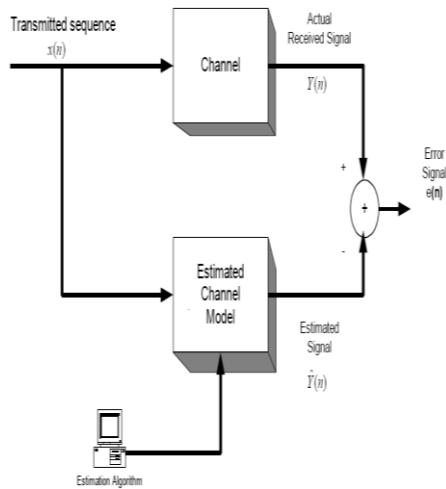 Transmitted sequence
x(n)
Channel
Actual
Received Signal
Y(n)
+
Error
Signal
e(n)
+
-
Estimated
Channel
Model
Estimated
Signal
Ŷ(n)
Estimation Algorithm